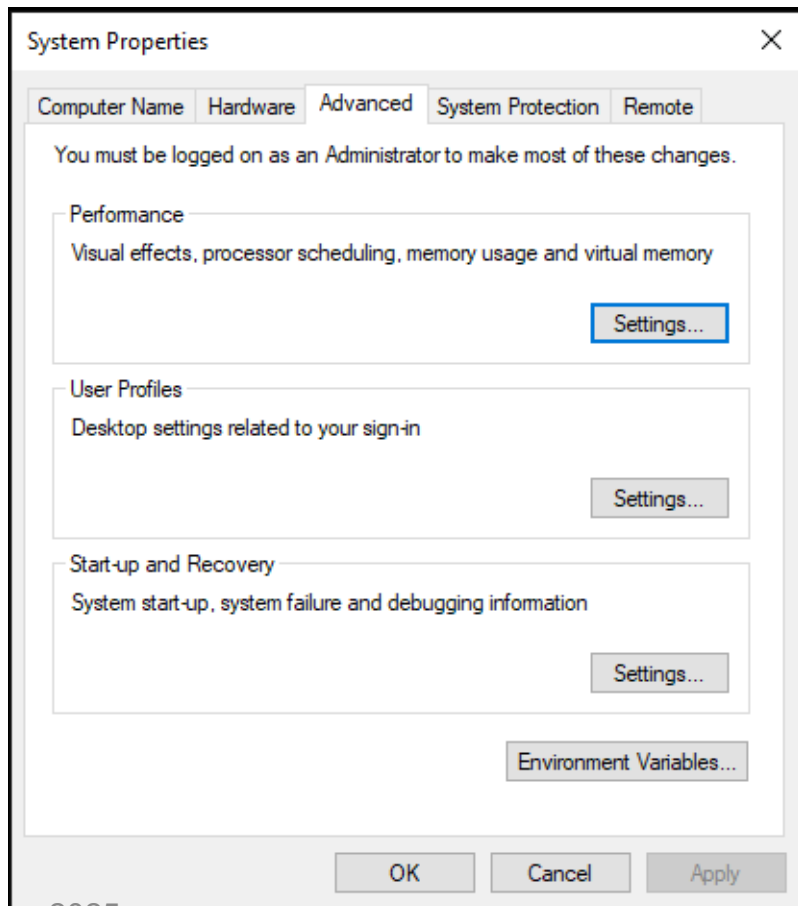 System Properties
Computer Name Hardware Advanced System Protection Remote
You must be logged on as an Administrator to make most of these changes.
Performance
Visual effects, processor scheduling, memory usage and virtual memory
Settings...
User Profiles
Desktop settings related to your sign-in
Settings...
Start-up and Recovery
System start-up, system failure and debugging information
Settings...
Environment Variables...
OK Cancel Apply